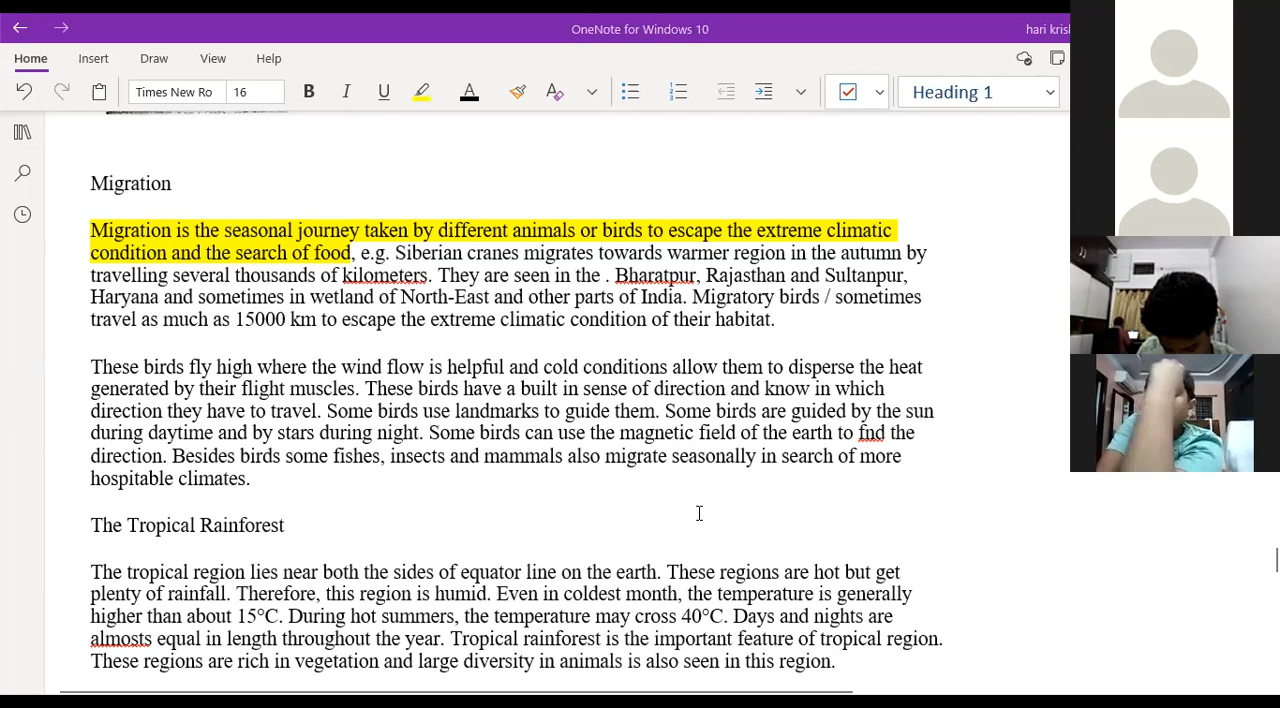 OneNote for Windows 10
hari kris
Home Insert Draw View Help
Times New Ro 16 B I U A A Heading 1
Migration
Migration is the seasonal journey taken by different animals or birds to escape the extreme climatic
condition and the search of food, e.g. Siberian cranes migrates towards warmer region in the autumn by
travelling several thousands of kilometers. They are seen in the . Bharatpur, Rajasthan and Sultanpur,
Haryana and sometimes in wetland of North-East and other parts of India. Migratory birds / sometimes
travel as much as 15000 km to escape the extreme climatic condition of their habitat.
These birds fly high where the wind flow is helpful and cold conditions allow them to disperse the heat
generated by their flight muscles. These birds have a built in sense of direction and know in which
direction they have to travel. Some birds use landmarks to guide them. Some birds are guided by the sun
during daytime and by stars during night. Some birds can use the magnetic field of the earth to fnd the
direction. Besides birds some fishes, insects and mammals also migrate seasonally in search of more
hospitable climates.
The Tropical Rainforest
The tropical region lies near both the sides of equator line on the earth. These regions are hot but get
plenty of rainfall. Therefore, this region is humid. Even in coldest month, the temperature is generally
higher than about 15°C. During hot summers, the temperature may cross 40°C. Days and nights are
almosts equal in length throughout the year. Tropical rainforest is the important feature of tropical region.
These regions are rich in vegetation and large diversity in animals is also seen in this region.